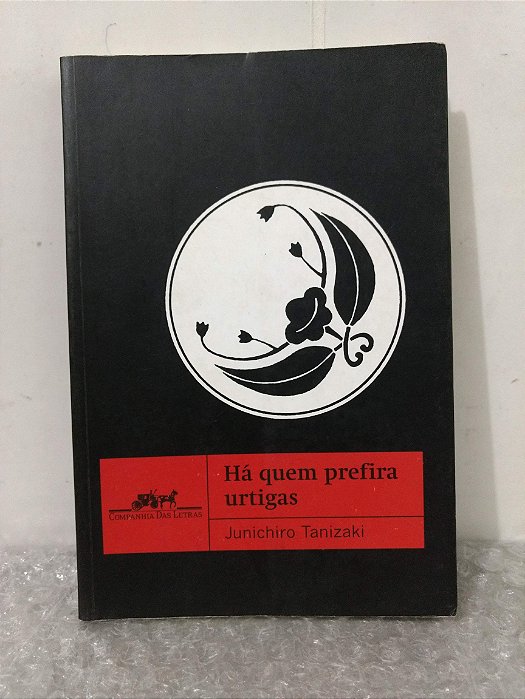 Há quem prefira
urtigas
Junichiro Tanizaki
Companhia Das Letras